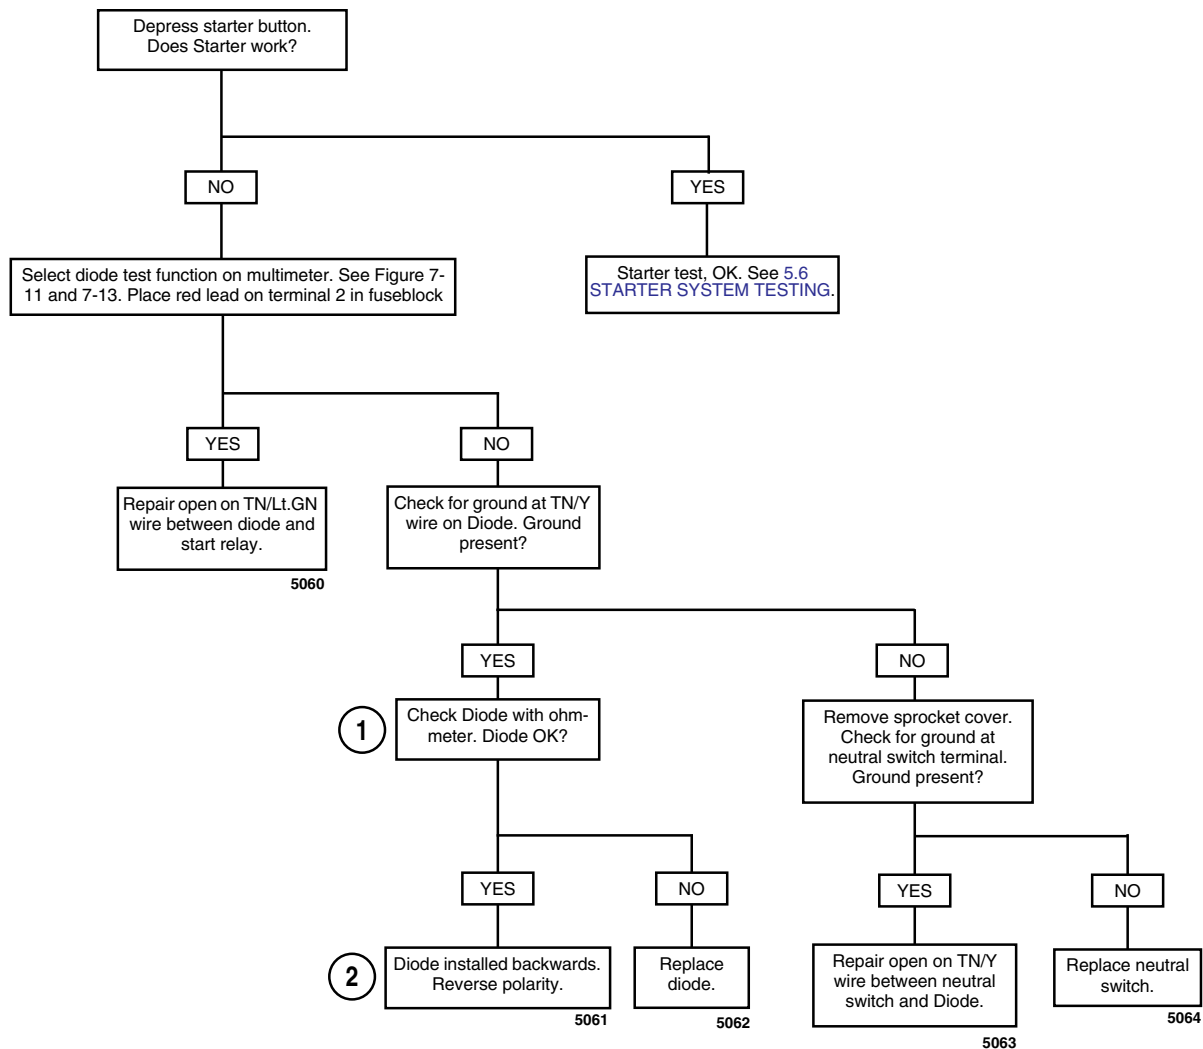 Depress starter button.
Does Starter work?
NO
YES
Select diode test function on multimeter. See Figure 7-
11 and 7-13. Place red lead on terminal 2 in fuseblock
Starter test, OK. See 5.6
STARTER SYSTEM TESTING.
YES
NO
Repair open on TN/Lt.GN
wire between diode and
start relay.
5060
Check for ground at TN/Y
wire on Diode. Ground
present?
YES
NO
1
Check Diode with ohm-
meter. Diode OK?
Remove sprocket cover.
Check for ground at
neutral switch terminal.
Ground present?
YES
NO
YES
NO
2
Diode installed backwards.
Reverse polarity.
5061
Replace
diode.
5062
Repair open on TN/Y
wire between neutral
switch and Diode.
5063
Replace neutral
switch.
5064